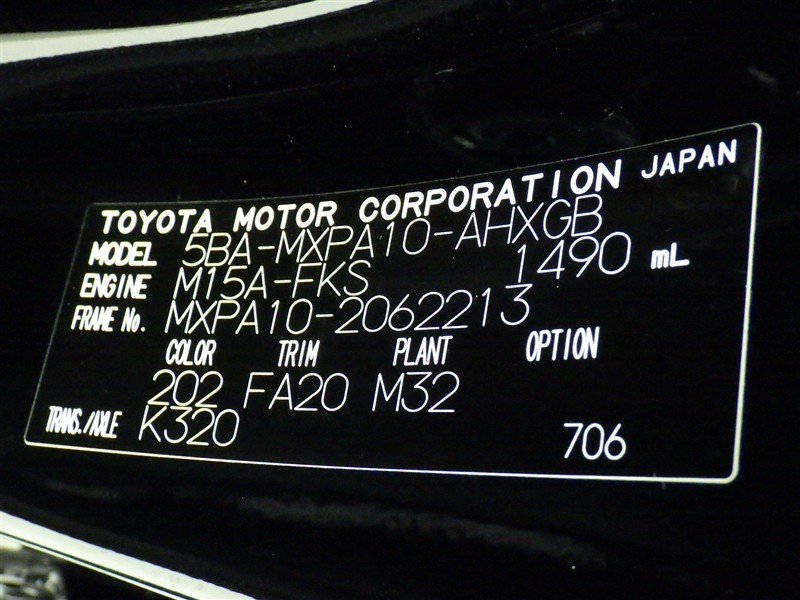 TOYOTA MOTOR CORPORATION JAPAN
MODEL 5BA-MXPA10-AHXGB
ENGINE M15A-FKS 1490 mL
FRAME No. MXPA10-2062213
COLOR TRIM PLANT OPTION
202 FA20 M32
TRANS./AXLE K320 706